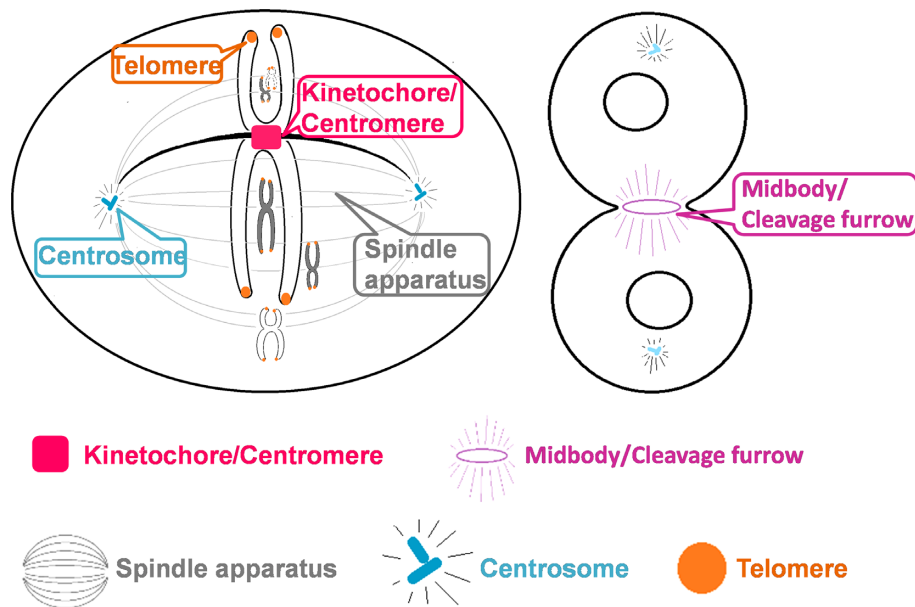 Telomere
Kinetochore/
Centromere
Midbody/
Cleavage furrow
Centrosome
Spindle
apparatus
Kinetochore/Centromere
Midbody/Cleavage furrow
Spindle apparatus
Centrosome
Telomere